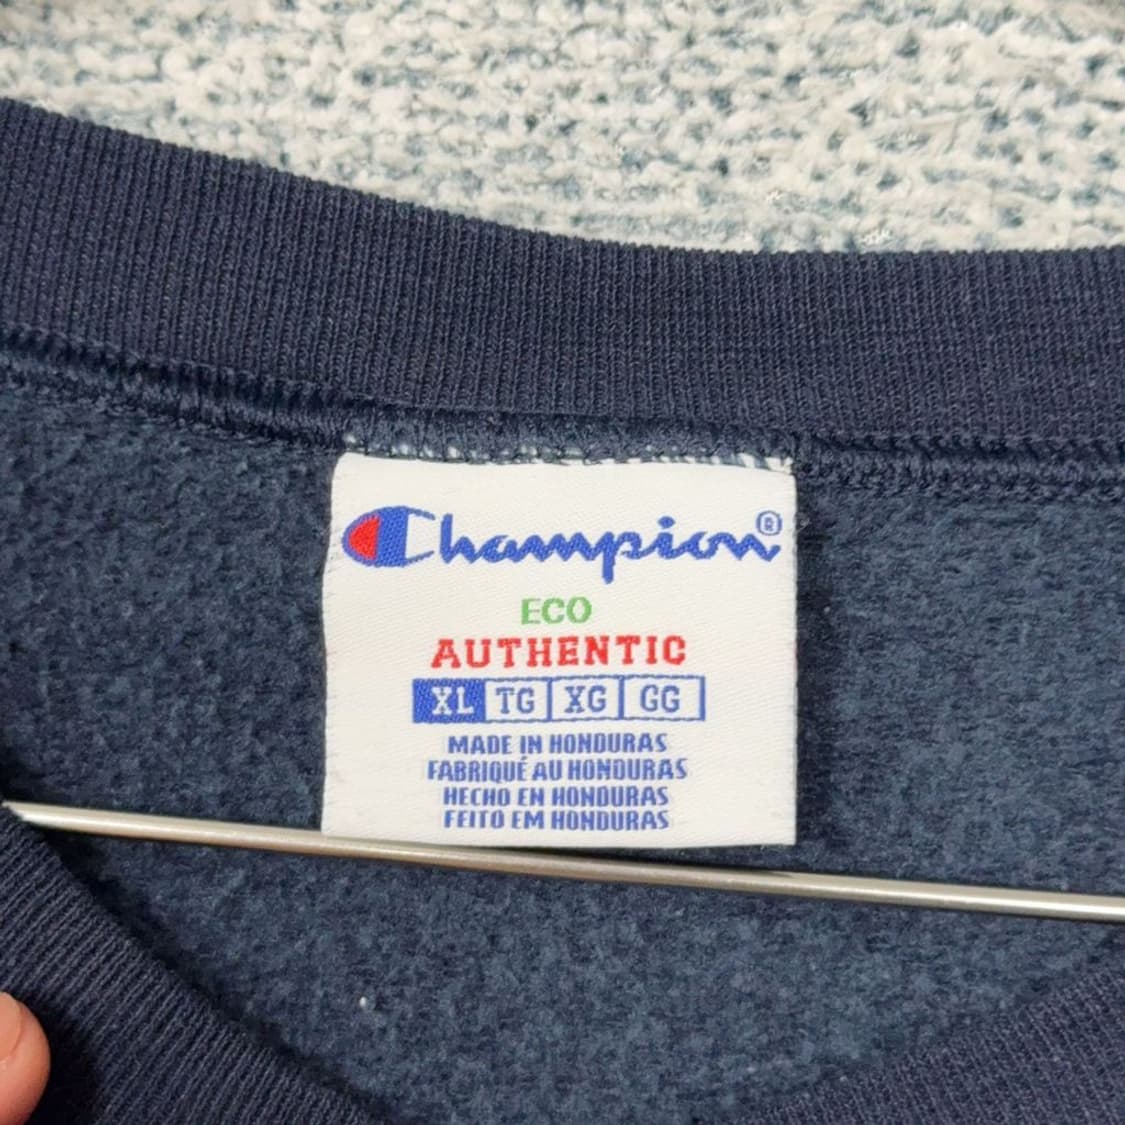 Champion®
ECO
AUTHENTIC
XL TG XG GG
MADE IN HONDURAS
FABRIQUÉ AU HONDURAS
HECHO EN HONDURAS
FEITO EM HONDURAS